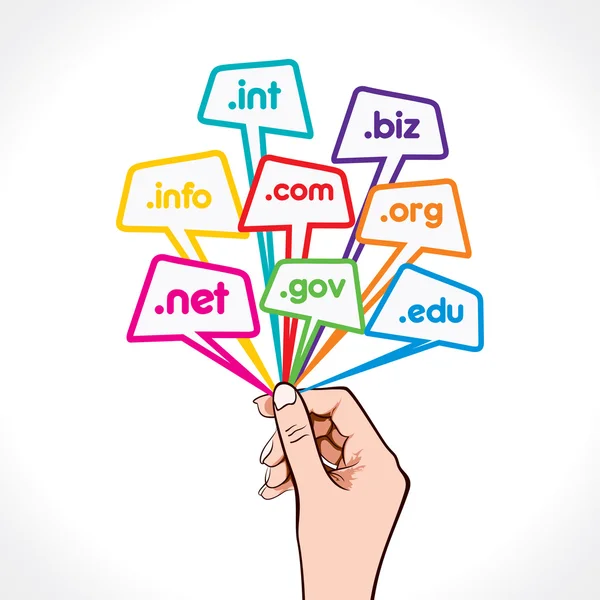 .int
.biz
.info
.com
.org
.net
.gov
.edu